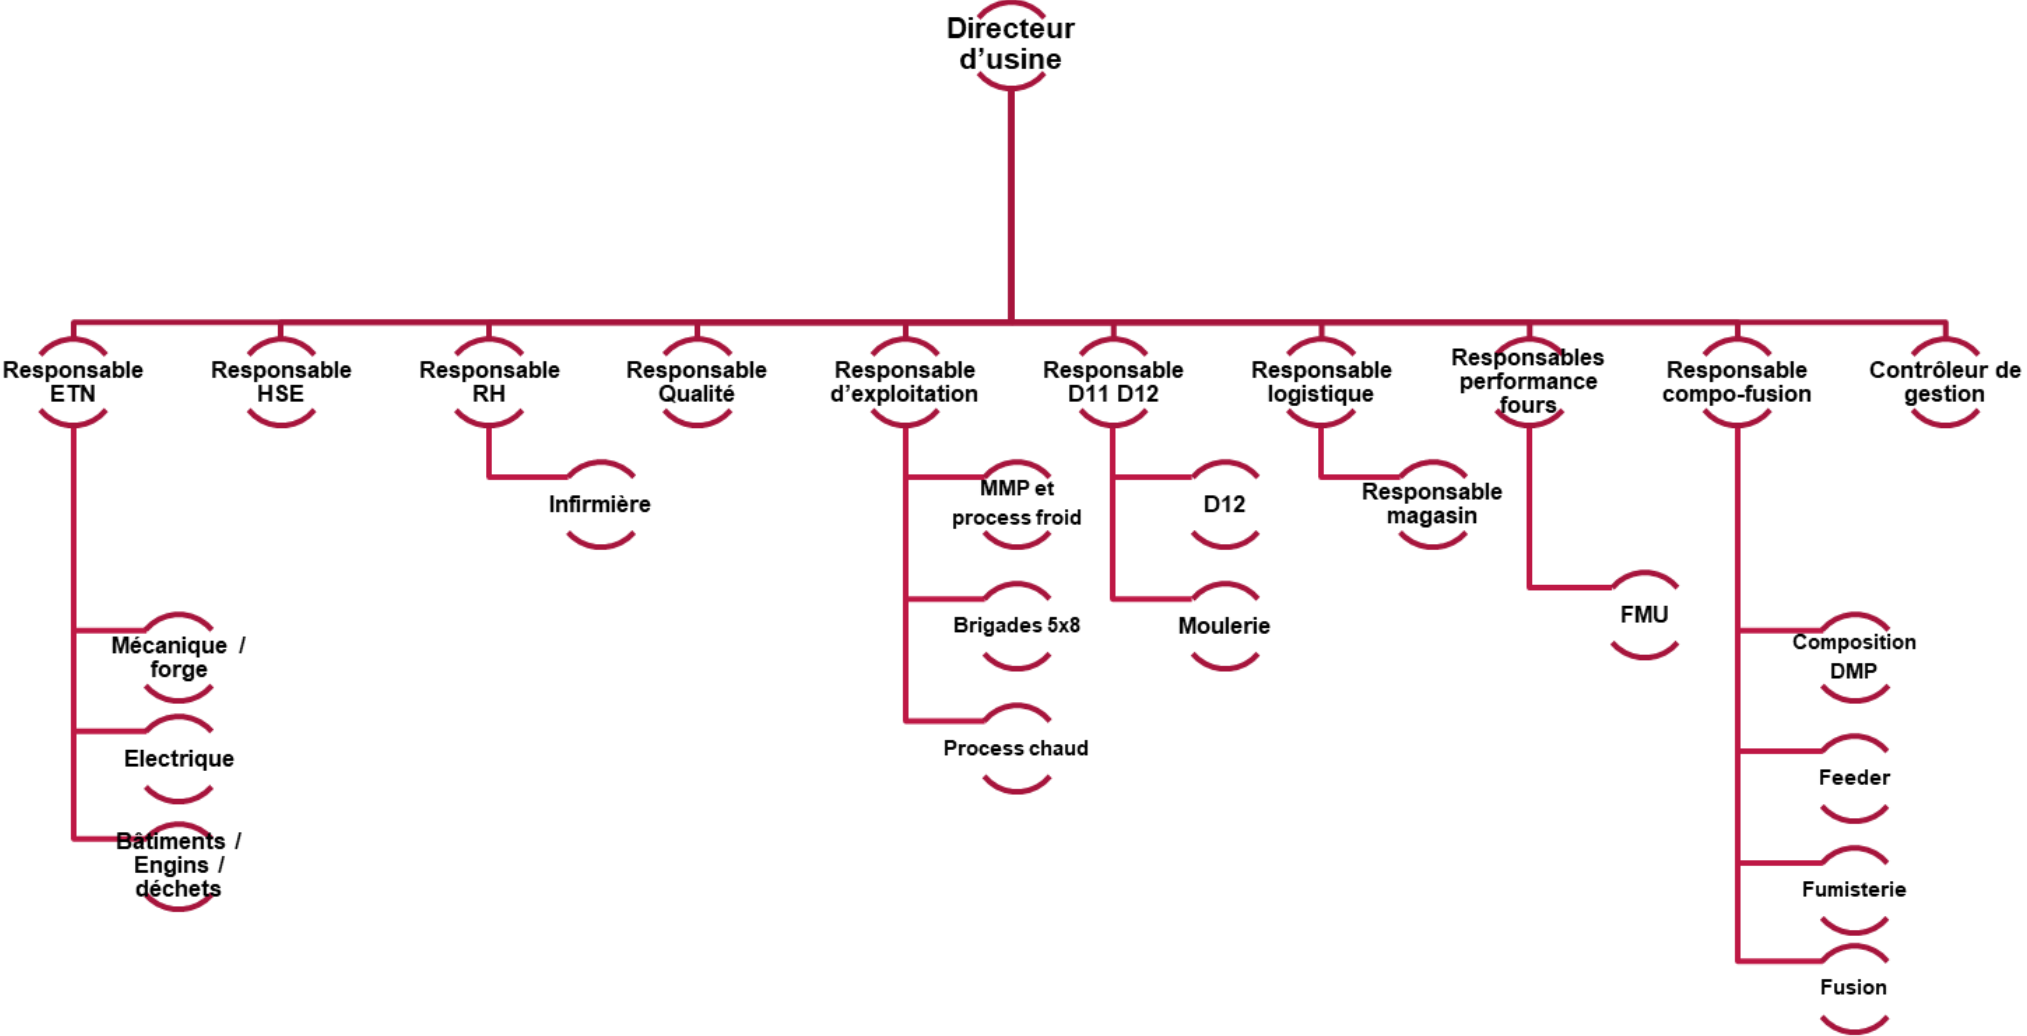 Directeur
d’usine
Responsable
ETN
Responsable
HSE
Responsable
RH
Responsable
Qualité
Responsable
d’exploitation
Responsable
D11 D12
Responsable
logistique
Responsables
performance
fours
Responsable
compo-fusion
Contrôleur de
gestion
Mécanique /
forge
Electrique
Bâtiments /
Engins /
déchets
Infirmière
MMP et
process froid
Brigades 5x8
Process chaud
D12
Moulerie
Responsable
magasin
FMU
Composition
DMP
Feeder
Fumisterie
Fusion